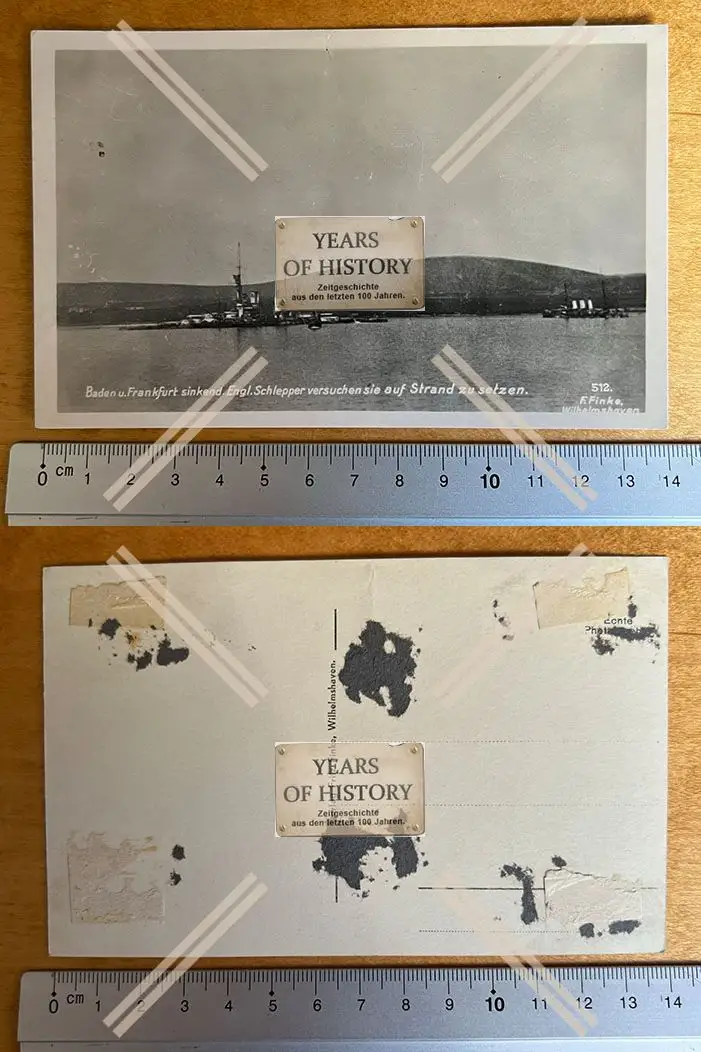 YEARS
OF HISTORY
Zeitgeschichte
aus den letzten 100 Jahren.
Baden u. Frankfurt sinkend. Engl. Schlepper versuchen sie auf Strand zu setzen.
512.
F. Finke,
Wilhelmshaven
0 cm 1 2 3 4 5 6 7 8 9 10 11 12 13 14
Echte
Wilhelmshaven.
YEARS
OF HISTORY
Zeitgeschichte
aus den letzten 100 Jahren.
0 cm 1 2 3 4 5 6 7 8 9 10 11 12 13 14